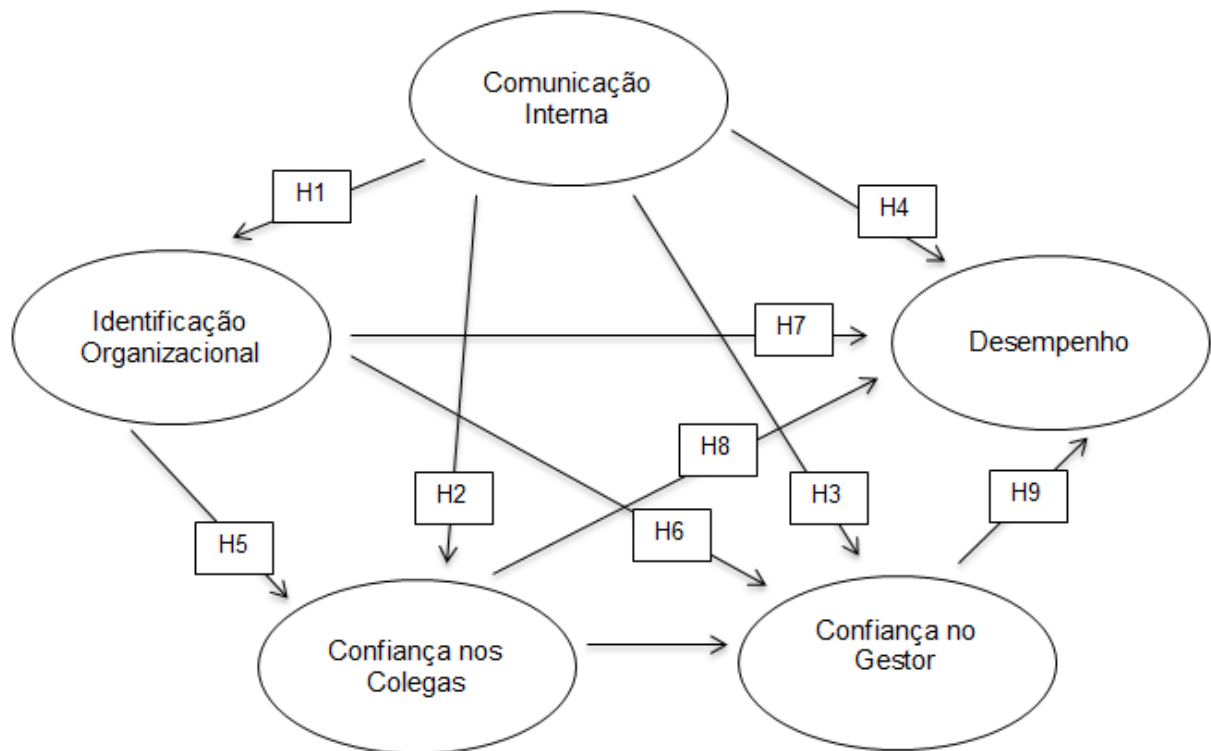 Comunicação
Interna
H1
H4
Identificação
Organizacional
H7
Desempenho
H8
H2
H3
H9
H6
H5
Confiança nos
Colegas
Confiança no
Gestor